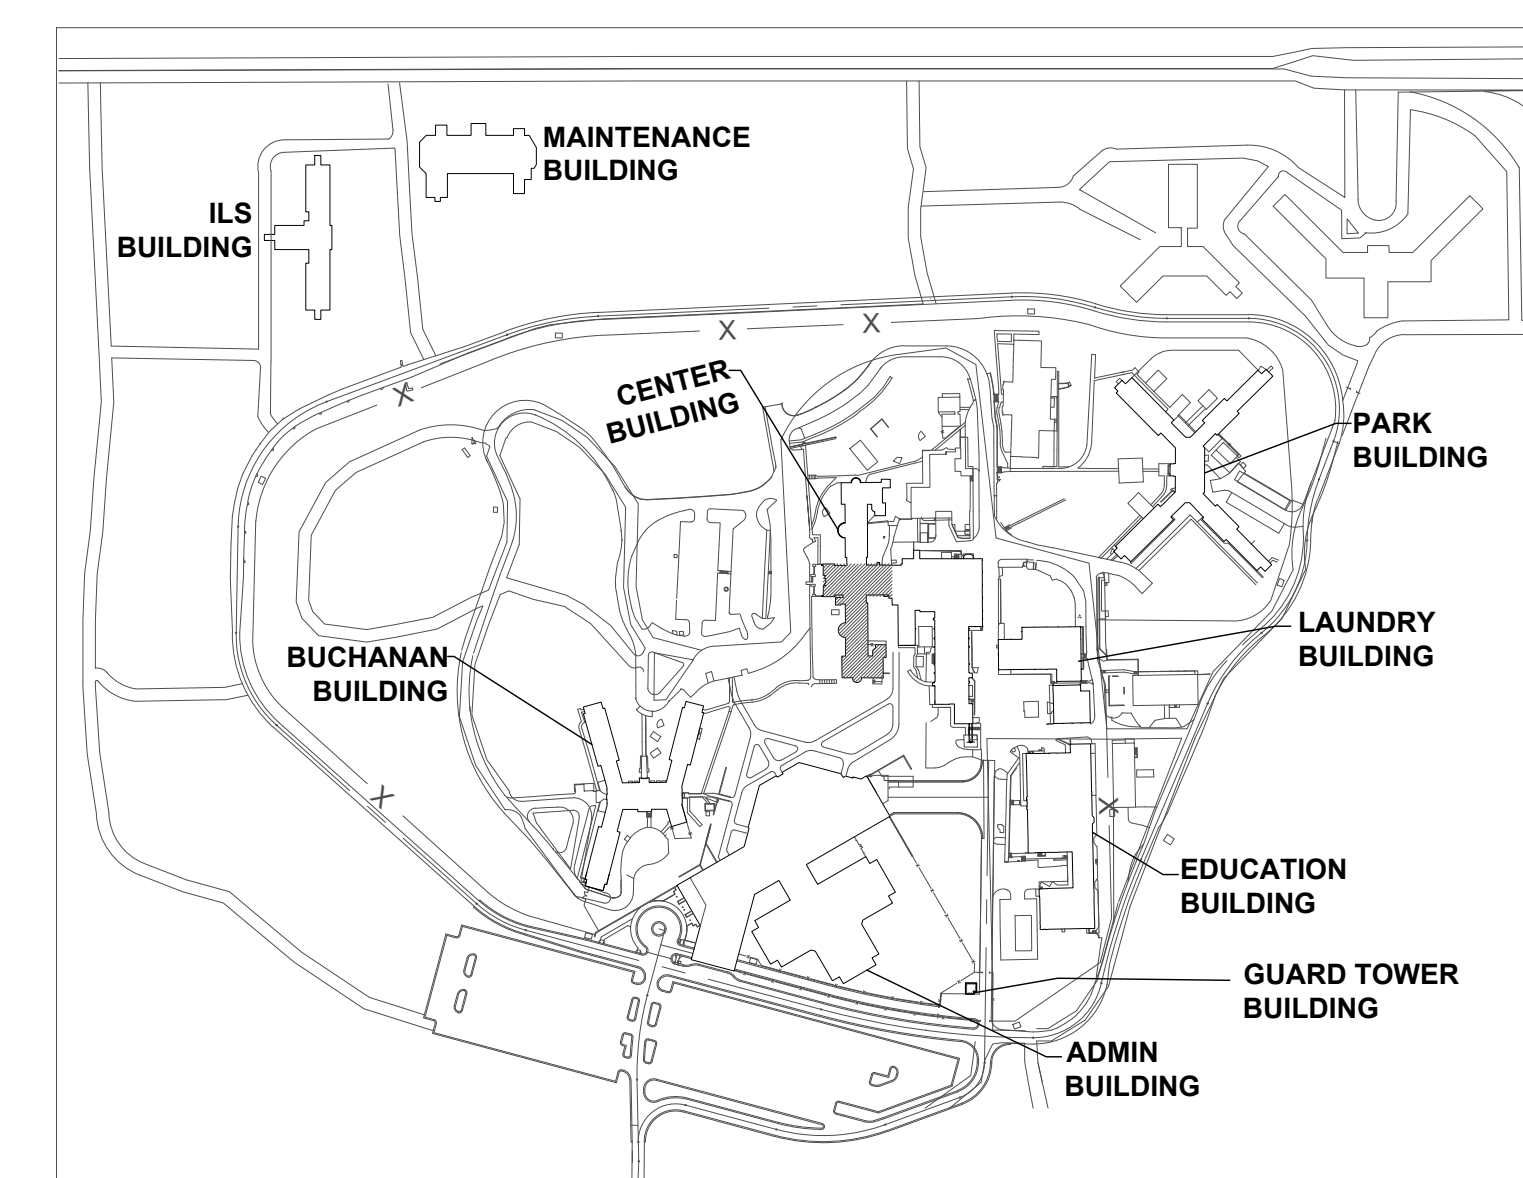 MAINTENANCE
BUILDING
ILS
BUILDING
X
X
X
CENTER
BUILDING
PARK
BUILDING
LAUNDRY
BUILDING
BUCHANAN
BUILDING
X
X
EDUCATION
BUILDING
GUARD TOWER
BUILDING
ADMIN
BUILDING